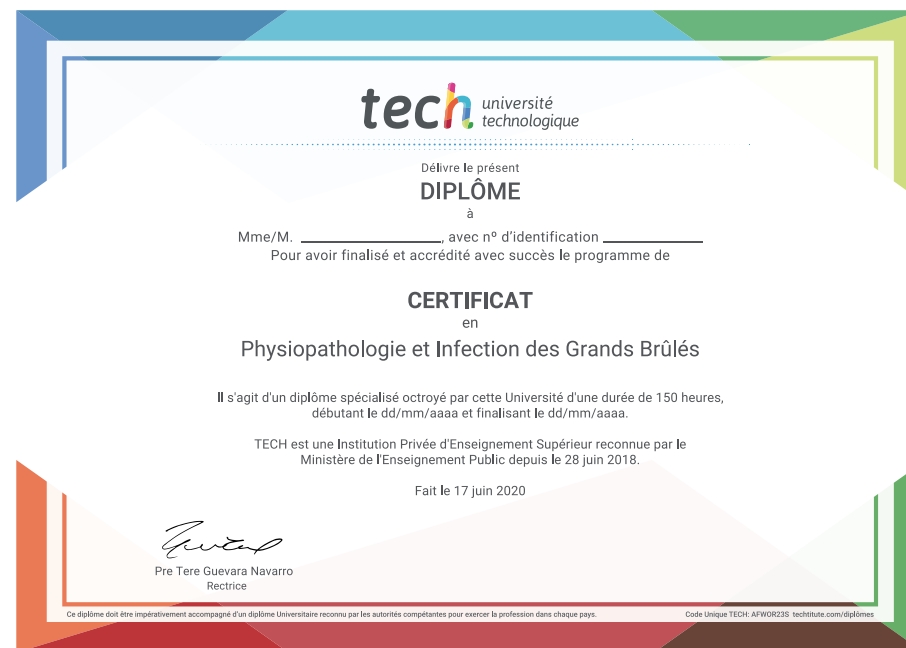 tech université
technologique
Délivre le présent
DIPLÔME
à
Mme/M. ____________________, avec nº d'identification ______________
Pour avoir finalisé et accrédité avec succès le programme de
CERTIFICAT
en
Physiopathologie et Infection des Grands Brûlés
Il s'agit d'un diplôme spécialisé octroyé par cette Université d'une durée de 150 heures,
débutant le dd/mm/aaaa et finalisant le dd/mm/aaaa.
TECH est une Institution Privée d'Enseignement Supérieur reconnue par le
Ministère de l'Enseignement Public depuis le 28 juin 2018.
Fait le 17 juin 2020
Pre Tere Guevara Navarro
Rectrice
Ce diplôme doit être impérativement accompagné d'un diplôme Universitaire reconnu par les autorités compétantes pour exercer la profession dans chaque pays.
Code Unique TECH: AFWOR23S techtitute.com/diplômes